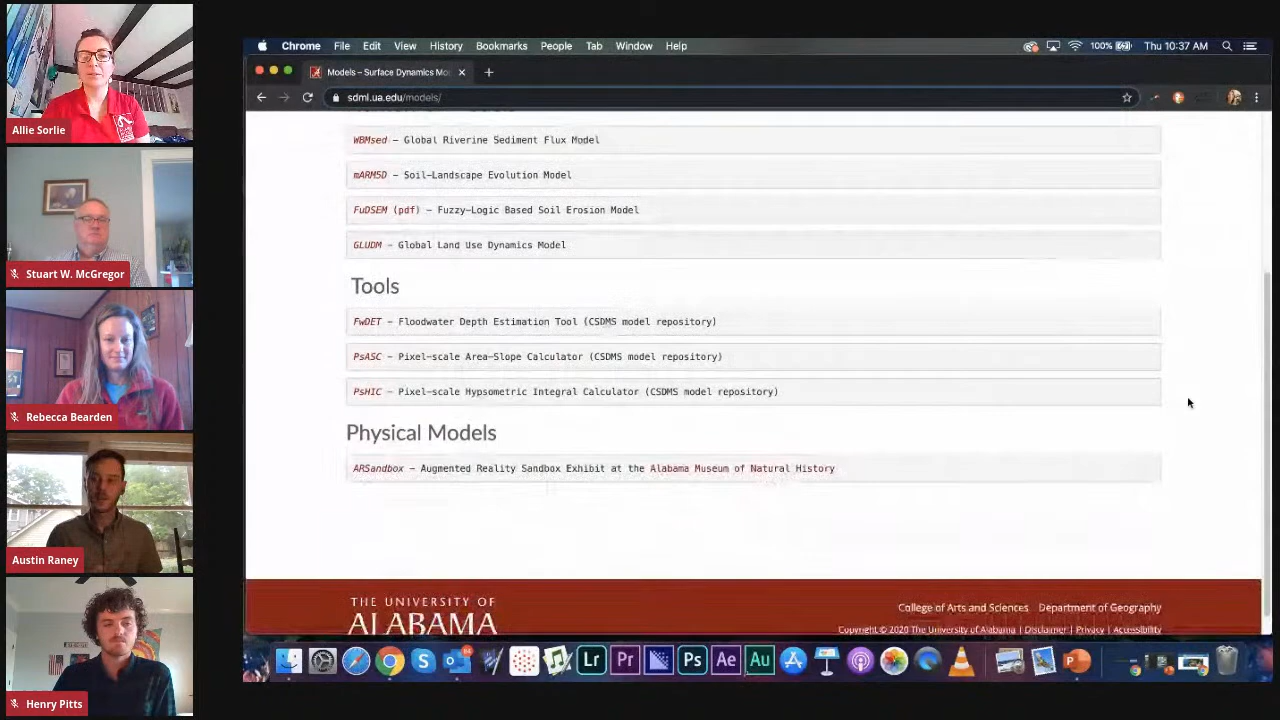 Allie Sorlie
Stuart W. McGregor
Rebecca Bearden
Austin Raney
Henry Pitts
Chrome File Edit View History Bookmarks People Tab Window Help
100% Thu 10:37 AM
Models – Surface Dynamics Mo
sdml.ua.edu/models/
WBMsed – Global Riverine Sediment Flux Model
mARM5D – Soil-Landscape Evolution Model
FuDSEM (pdf) – Fuzzy-Logic Based Soil Erosion Model
GLUDM – Global Land Use Dynamics Model
Tools
FwDET – Floodwater Depth Estimation Tool (CSDMS model repository)
PsASC – Pixel-scale Area-Slope Calculator (CSDMS model repository)
PsHIC – Pixel-scale Hypsometric Integral Calculator (CSDMS model repository)
Physical Models
ARSandbox – Augmented Reality Sandbox Exhibit at the Alabama Museum of Natural History
THE UNIVERSITY OF
ALABAMA
College of Arts and Sciences Department of Geography
Copyright © 2020 The University of Alabama | Disclaimer | Privacy | Accessibility
Lr Pr Ps Ae Au